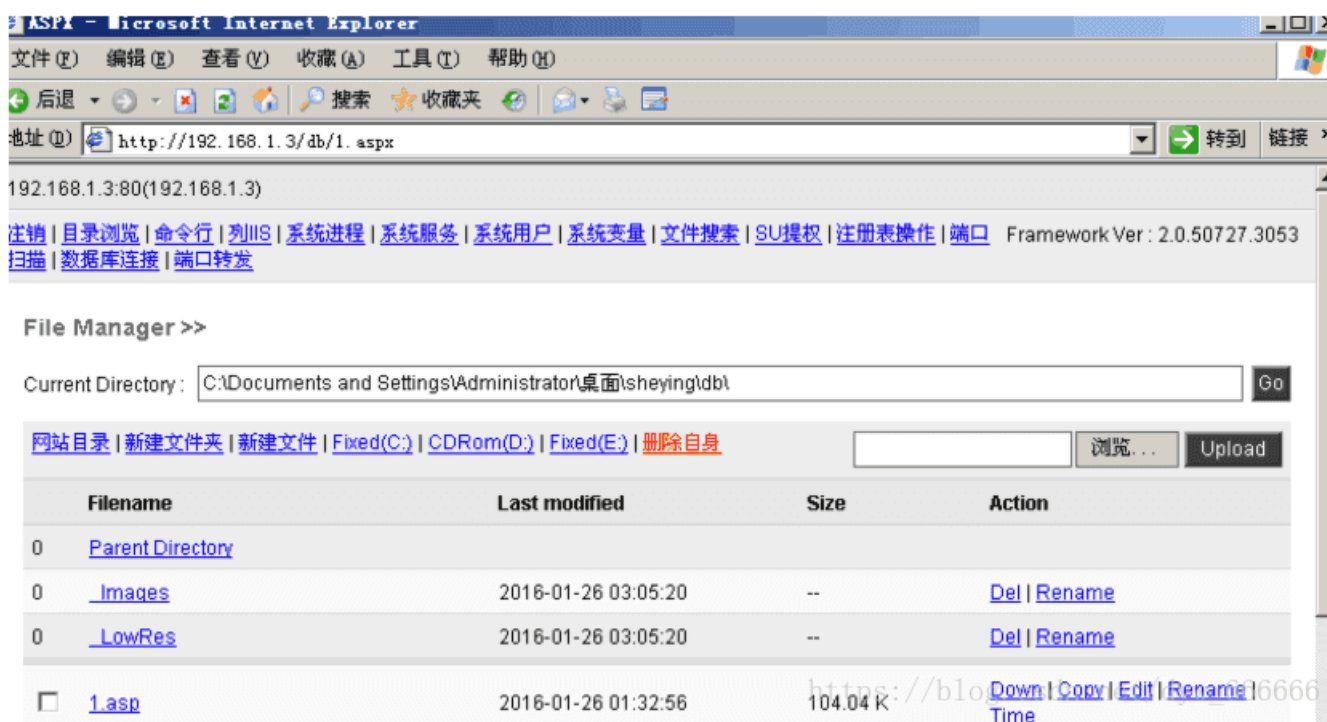 ASPX - Microsoft Internet Explorer
文件(F) 编辑(E) 查看(V) 收藏(A) 工具(T) 帮助(H)
后退 搜索 收藏夹
地址(D) http://192.168.1.3/db/1.aspx 转到 链接
192.168.1.3:80(192.168.1.3)
注销 | 目录浏览 | 命令行 | 列IIS | 系统进程 | 系统服务 | 系统用户 | 系统变量 | 文件搜索 | SU提权 | 注册表操作 | 端口 Framework Ver : 2.0.50727.3053
扫描 | 数据库连接 | 端口转发
File Manager >>
Current Directory : C:\Documents and Settings\Administrator\桌面\sheying\db\ Go
网站目录 | 新建文件夹 | 新建文件 | Fixed(C:) | CDRom(D:) | Fixed(E:) | 删除自身 浏览... Upload
Filename Last modified Size Action
0 Parent Directory
0 _Images 2016-01-26 03:05:20 -- Del | Rename
0 _LowRes 2016-01-26 03:05:20 -- Del | Rename
1.asp 2016-01-26 01:32:56 104.04 K Down | Copy | Edit | Rename |
Time